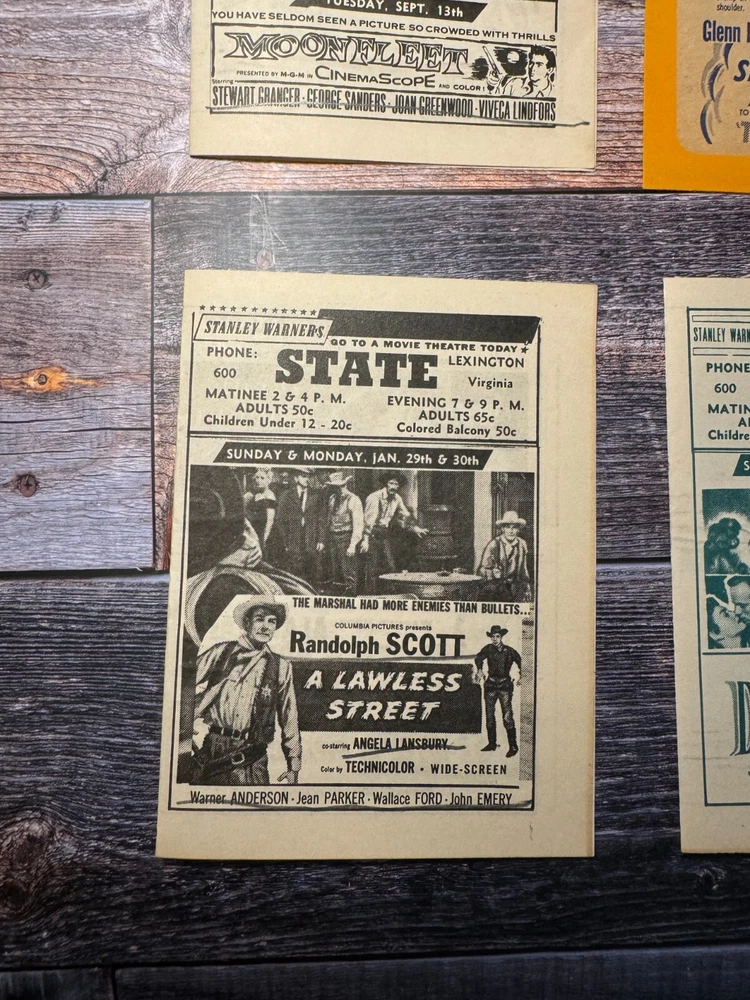 TUESDAY, SEPT. 13th
YOU HAVE SELDOM SEEN A PICTURE SO CROWDED WITH THRILLS
MOONFLEET
PRESENTED BY M-G-M IN CINEMASCOPE AND COLOR!
Starring
STEWART GRANGER · GEORGE SANDERS · JOAN GREENWOOD · VIVECA LINDFORS
shoulder.
Glenn
S
TO
STANLEY WARNER'S
GO TO A MOVIE THEATRE TODAY
PHONE:
600
STATE
LEXINGTON
Virginia
MATINEE 2 & 4 P. M.
ADULTS 50c
Children Under 12 - 20c
EVENING 7 & 9 P. M.
ADULTS 65c
Colored Balcony 50c
SUNDAY & MONDAY, JAN. 29th & 30th
THE MARSHAL HAD MORE ENEMIES THAN BULLETS...
COLUMBIA PICTURES presents
Randolph SCOTT
A LAWLESS
STREET
co-starring ANGELA LANSBURY
Color by TECHNICOLOR · WIDE-SCREEN
Warner ANDERSON · Jean PARKER · Wallace FORD · John EMERY
STANLEY WARN
PHONE
600
MATIN
A
Childre
S
D